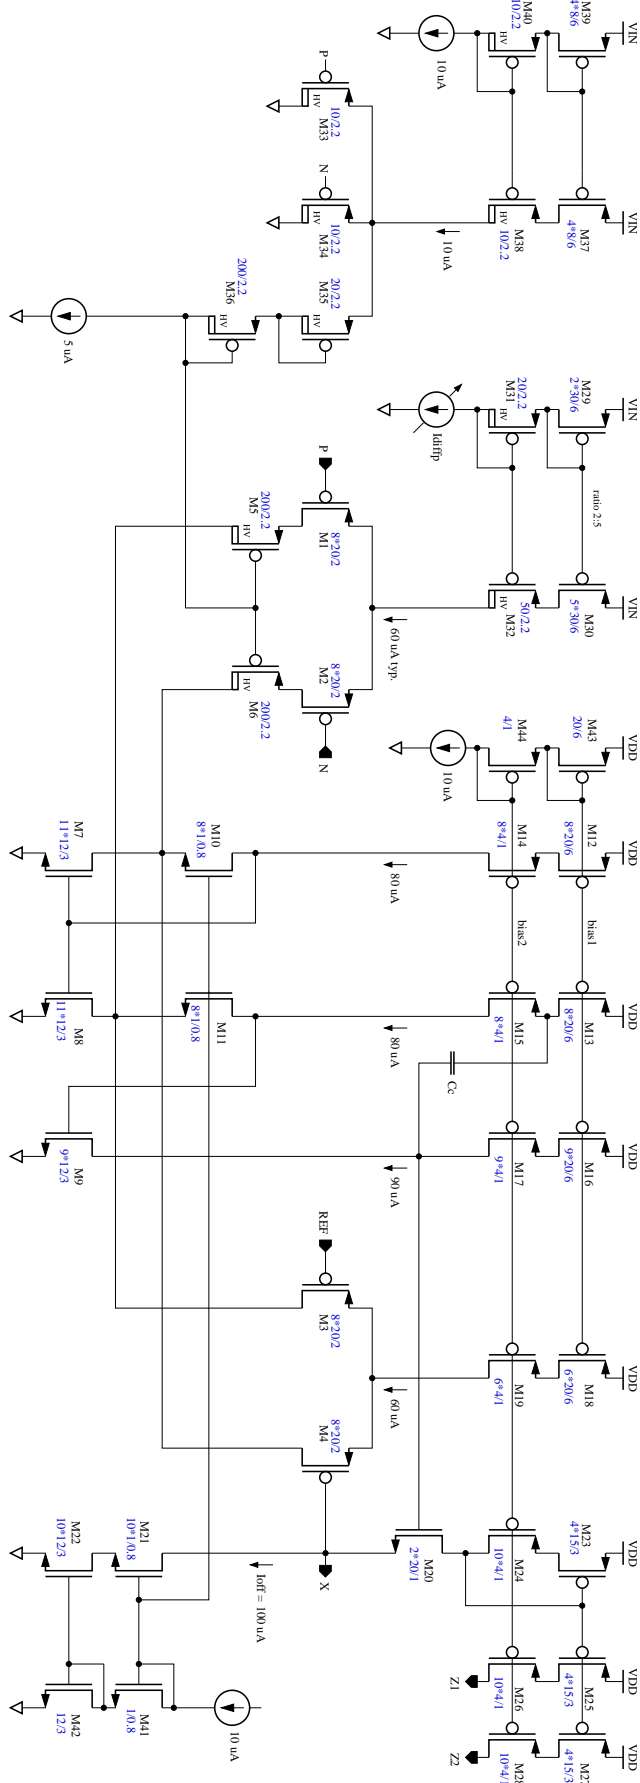 VIN
M39
4*8/6
M40
10/2.2
HV
10 uA
VIN
M37
4*8/6
M38
10/2.2
HV
10 uA
P
HV
10/2.2
M33
N
HV
10/2.2
M34
20/2.2
M35
HV
200/2.2
M36
HV
5 uA
VIN
M29
2*30/6
M31
20/2.2
HV
Idiffp
ratio 2:5
VIN
M30
5*30/6
M32
50/2.2
HV
60 uA typ.
P
M1
8*20/2
M5
200/2.2
HV
M2
8*20/2
N
M6
200/2.2
HV
VDD
M43
20/6
M44
4/1
10 uA
VDD
M12
8*20/6
M14
8*4/1
80 uA
bias1
bias2
M10
8*1/0.8
M7
11*12/3
VDD
M13
8*20/6
M15
8*4/1
80 uA
Cc
M11
8*1/0.8
M8
11*12/3
VDD
M16
9*20/6
M17
9*4/1
90 uA
M9
9*12/3
REF
M3
8*20/2
VDD
M18
6*20/6
M19
6*4/1
60 uA
M4
8*20/2
X
VDD
M23
4*15/3
M24
10*4/1
M20
2*20/1
Ioff = 100 uA
M21
10*1/0.8
M22
10*12/3
M41
1/0.8
M42
12/3
10 uA
VDD
M25
4*15/3
M26
10*4/1
Z1
VDD
4*15/3
Z2